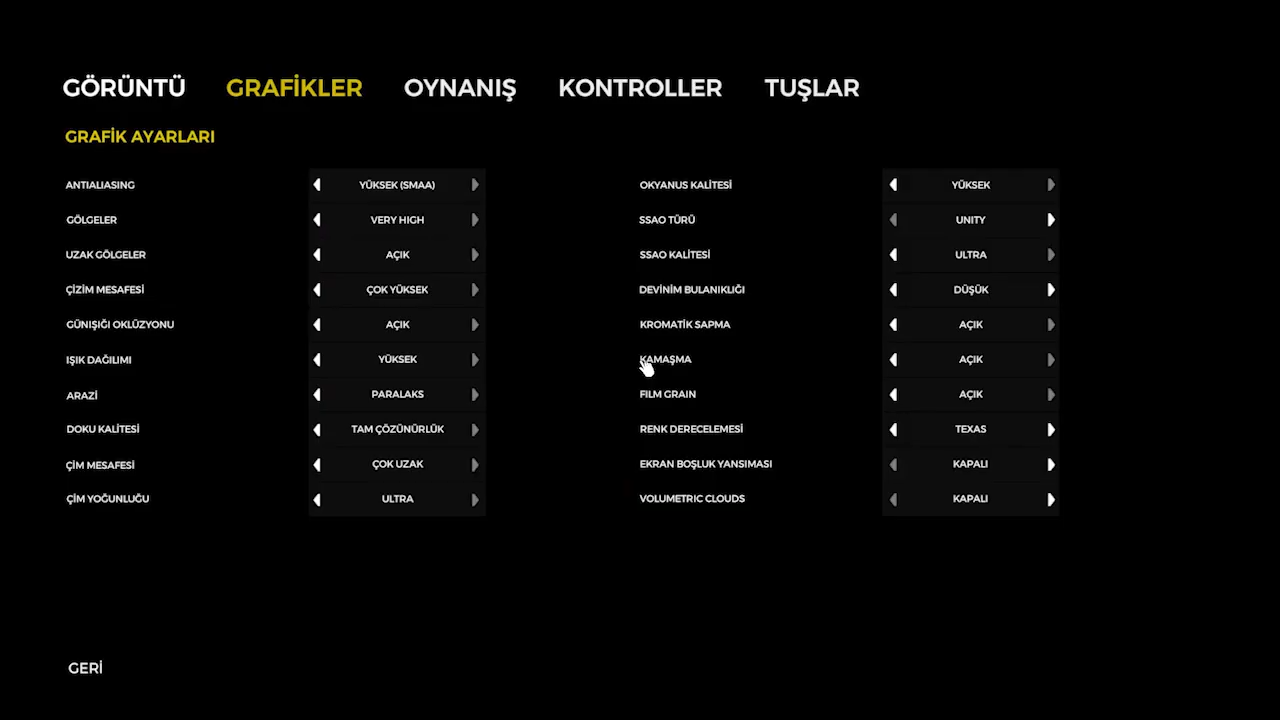 GÖRÜNTÜ GRAFİKLER OYNANIŞ KONTROLLER TUŞLAR
GRAFİK AYARLARI
ANTIALIASING YÜKSEK (SMAA)
GÖLGELER VERY HIGH
UZAK GÖLGELER AÇIK
ÇİZİM MESAFESİ ÇOK YÜKSEK
GÜNIŞIĞI OKLÜZYONU AÇIK
IŞIK DAĞILIMI YÜKSEK
ARAZİ PARALAKS
DOKU KALİTESİ TAM ÇÖZÜNÜRLÜK
ÇİM MESAFESİ ÇOK UZAK
ÇİM YOĞUNLUĞU ULTRA
OKYANUS KALİTESİ YÜKSEK
SSAO TÜRÜ UNITY
SSAO KALİTESİ ULTRA
DEVİNİM BULANIKLIĞI DÜŞÜK
KROMATİK SAPMA AÇIK
KAMAŞMA AÇIK
FILM GRAIN AÇIK
RENK DERECELEMESİ TEXAS
EKRAN BOŞLUK YANSIMASI KAPALI
VOLUMETRIC CLOUDS KAPALI
GERİ